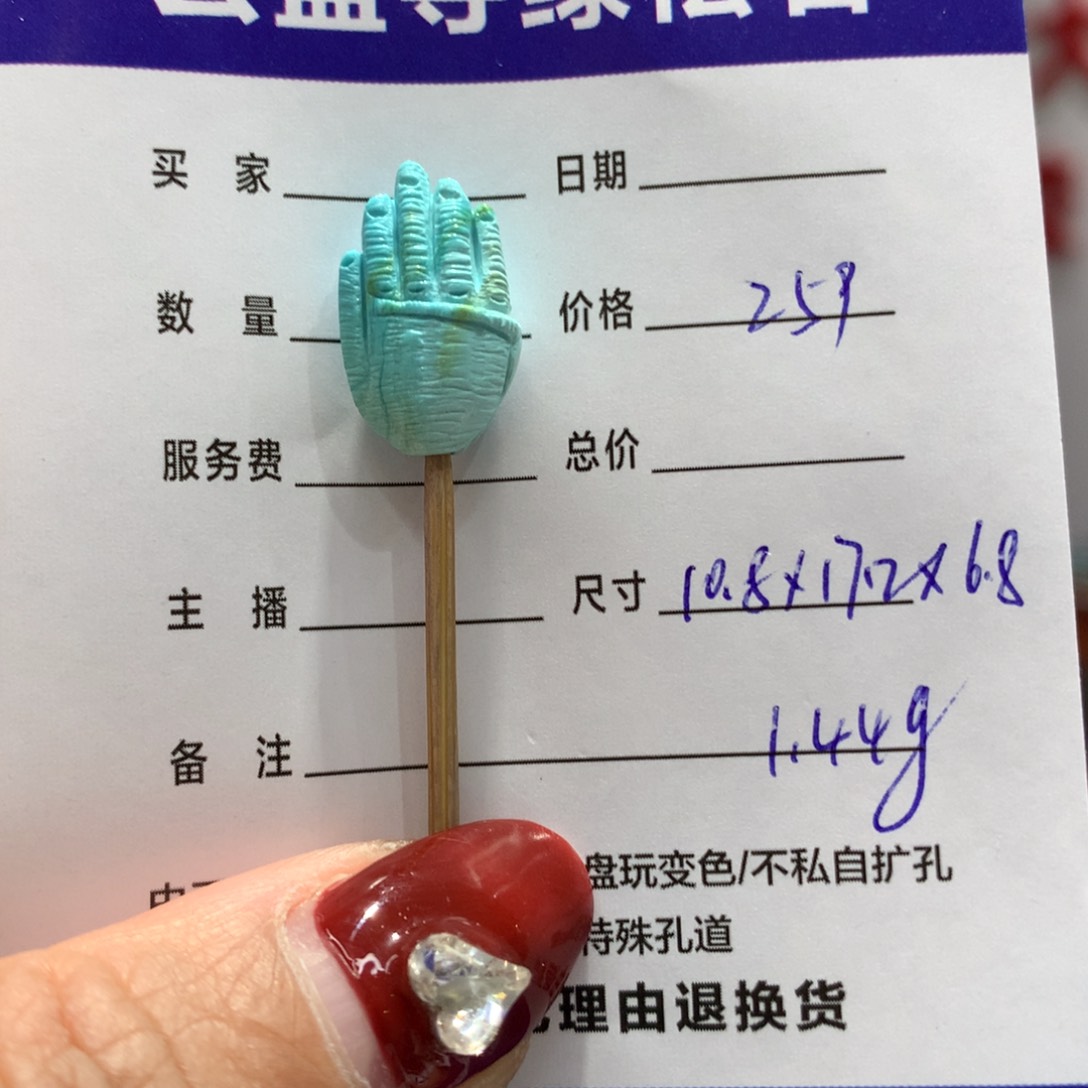 买 家 日期
数 量 价格 259
服务费 总价
主 播 尺寸 10.8x17.2x6.8
备 注 1.44g
盘玩变色/不私自扩孔
特殊孔道
理由退换货